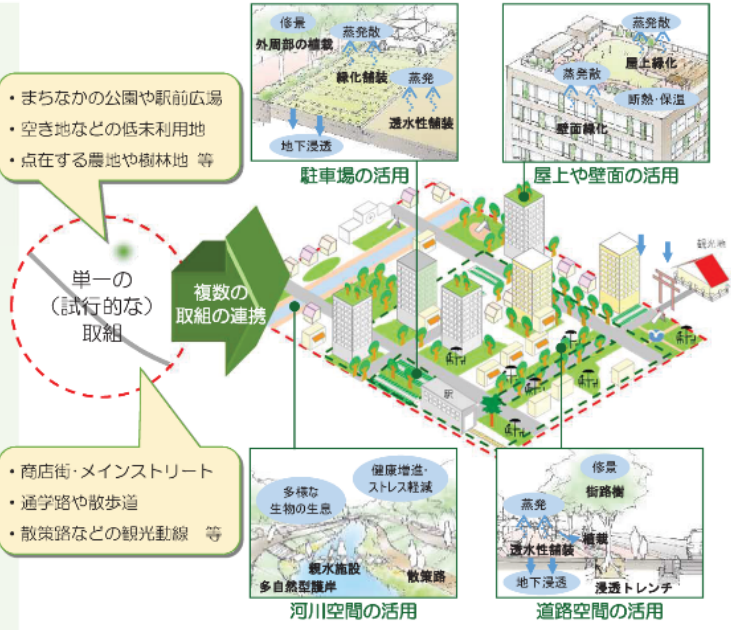 ・まちなかの公園や駅前広場
・空き地などの低未利用地
・点在する農地や樹林地 等
単一の
（試行的な）
取組
複数の
取組の連携
・商店街・メインストリート
・通学路や散歩道
・散策路などの観光動線 等
修景
外周部の植栽
蒸発散
緑化舗装
蒸発
透水性舗装
地下浸透
駐車場の活用
蒸発散
屋上緑化
蒸発散
断熱・保温
壁面緑化
屋上や壁面の活用
観光地
駅
多様な
生物の生息
健康増進・
ストレス軽減
親水施設
多自然型護岸
散策路
河川空間の活用
修景
街路樹
蒸発
植栽
透水性舗装
地下浸透
浸透トレンチ
道路空間の活用